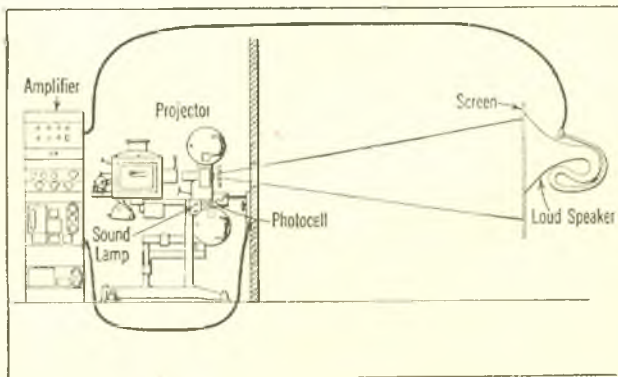 Amplifier
Projector
Screen
Photocell
Sound
Lamp
Loud Speaker